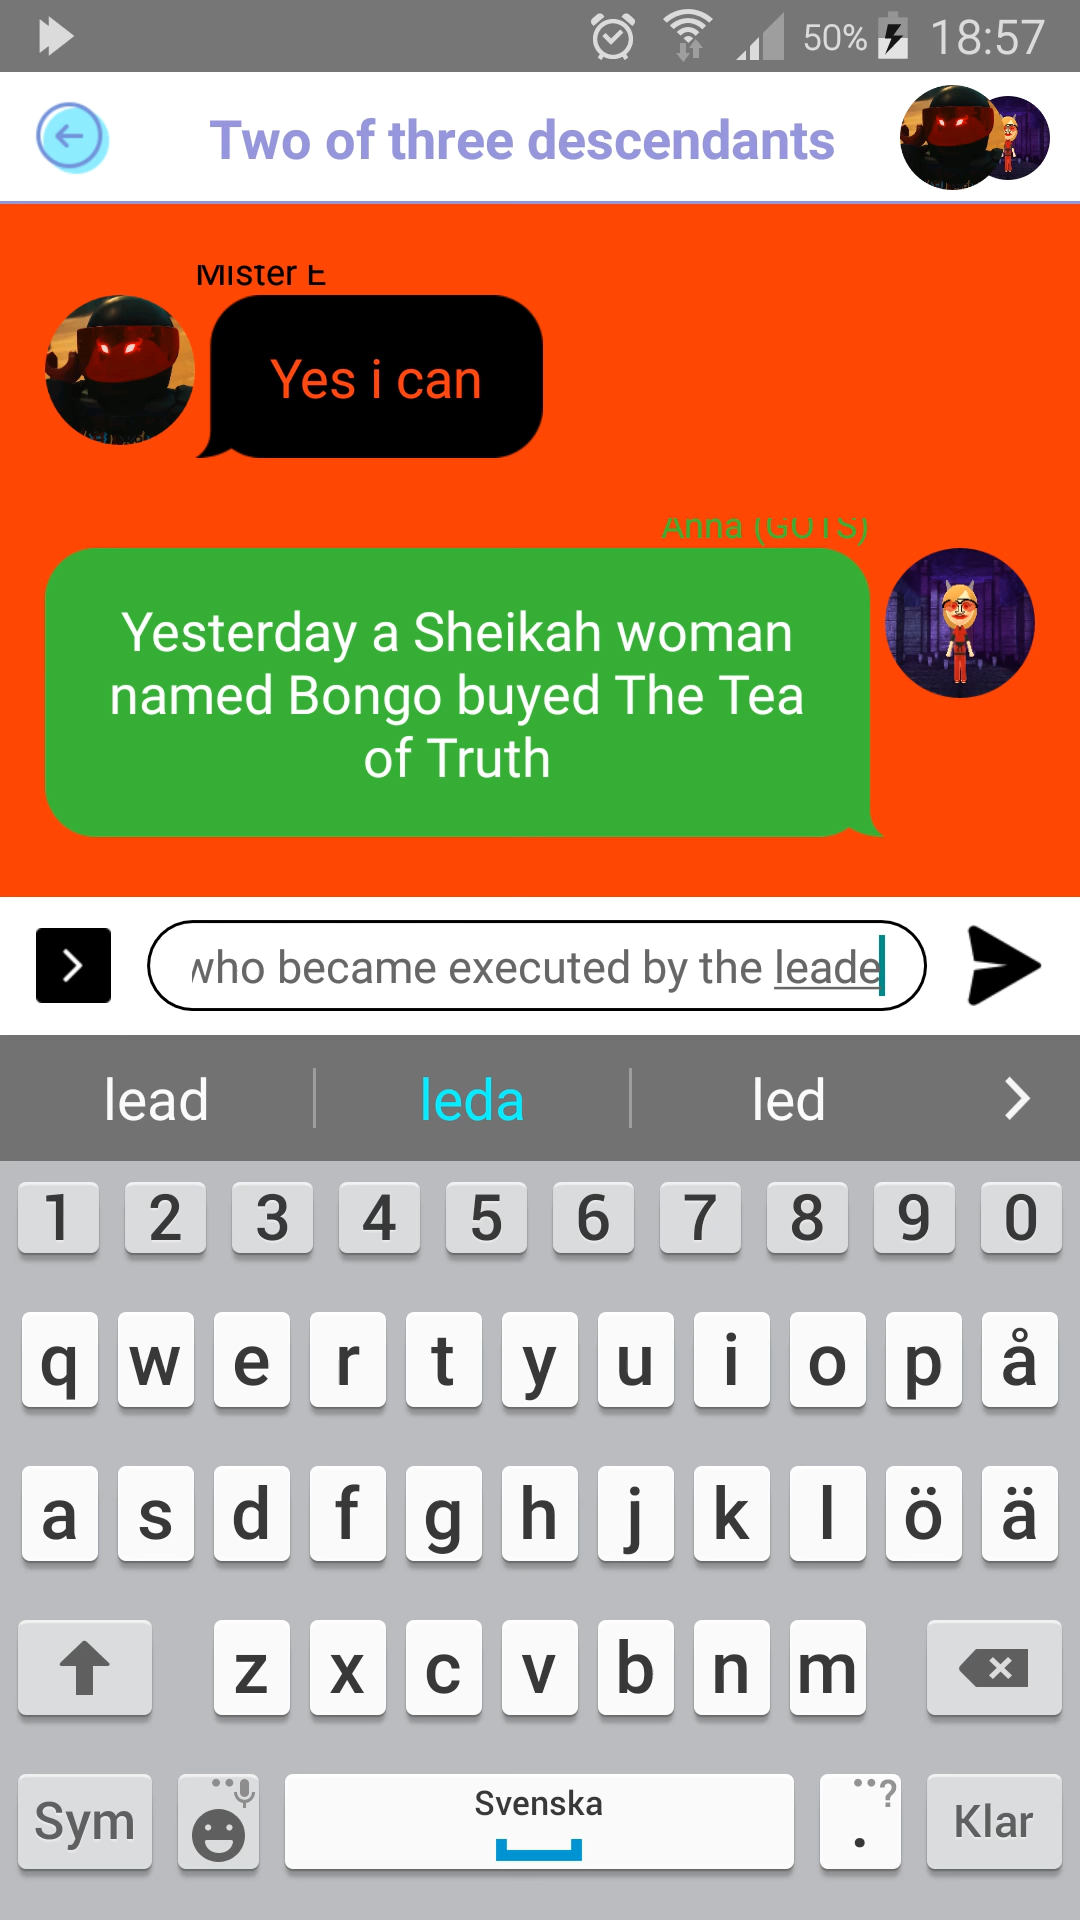 50% 18:57
Two of three descendants
Mister E
Yes i can
Anna (GUTS)
Yesterday a Sheikah woman
named Bongo buyed The Tea
of Truth
who became executed by the leade
lead leda led
1 2 3 4 5 6 7 8 9 0
q w e r t y u i o p å
a s d f g h j k l ö ä
z x c v b n m
Sym Svenska . ? Klar